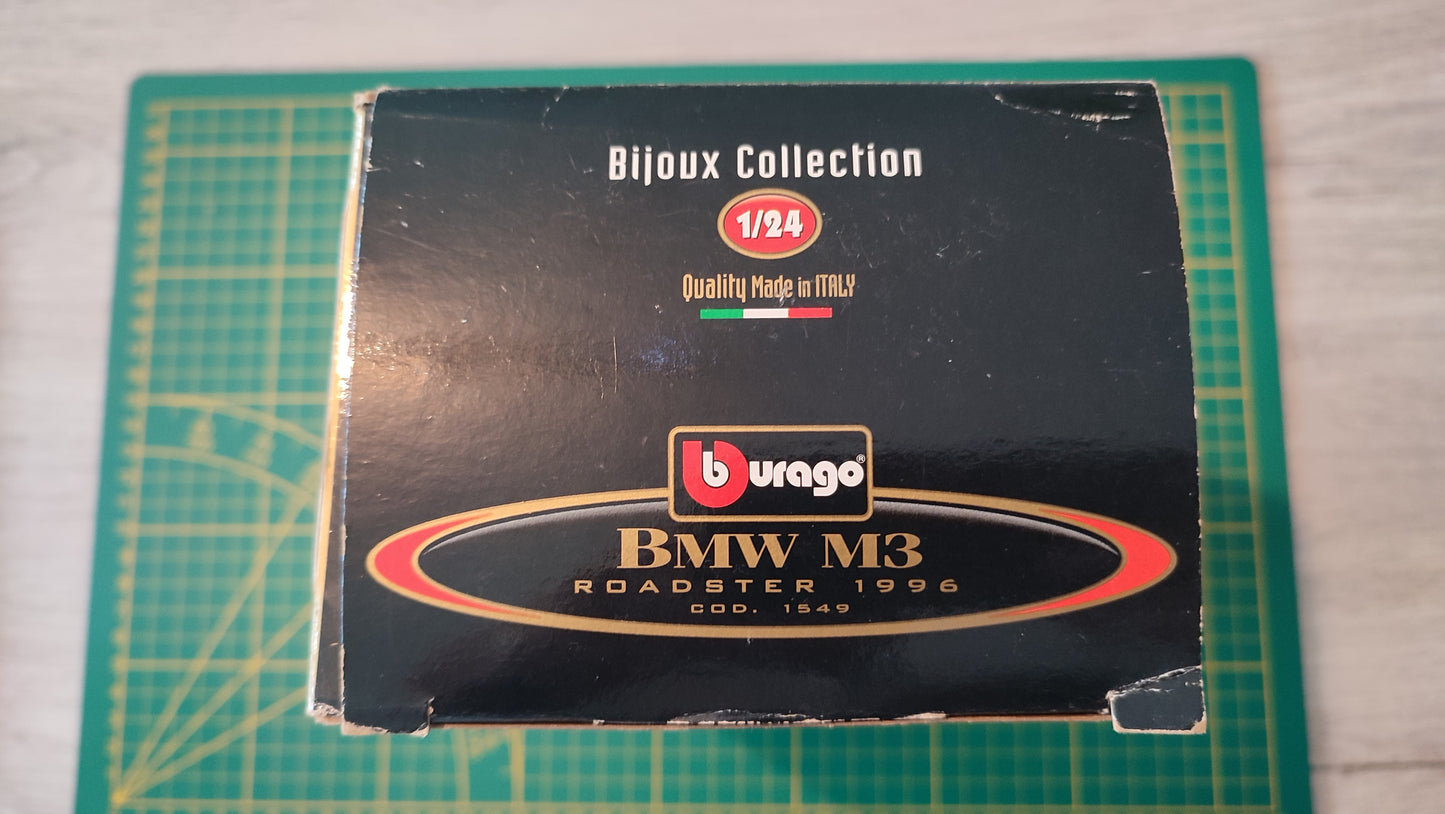 Bijoux Collection
1/24
Quality Made in ITALY
burago®
BMW M3
ROADSTER 1996
COD. 1549